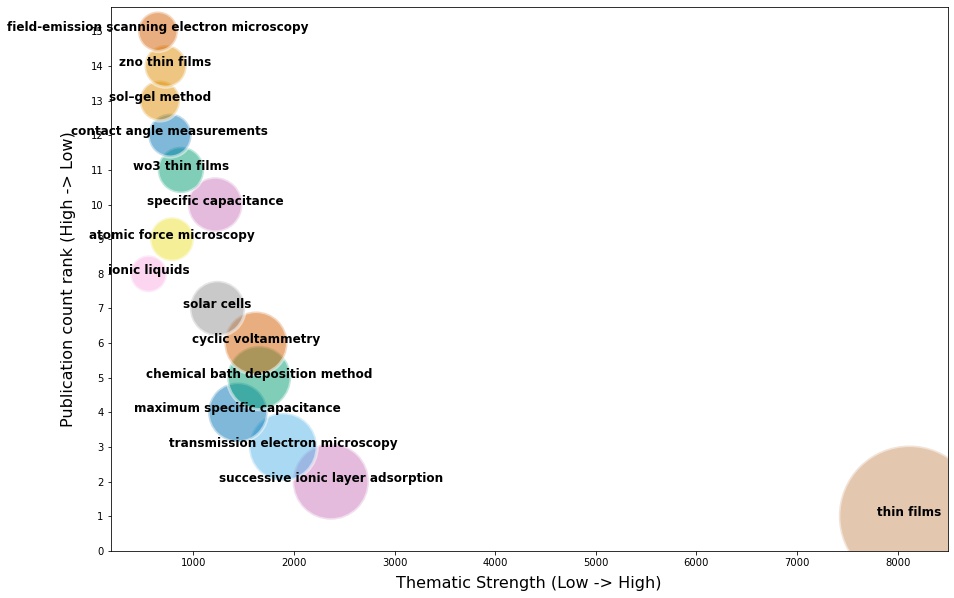 field-emission scanning electron microscopy
15
zno thin films
14
sol–gel method
13
contact angle measurements
12
wo3 thin films
11
specific capacitance
10
atomic force microscopy
9
ionic liquids
8
solar cells
7
cyclic voltammetry
6
chemical bath deposition method
5
maximum specific capacitance
4
transmission electron microscopy
3
successive ionic layer adsorption
2
thin films
1
0
Publication count rank (High -> Low)
1000 2000 3000 4000 5000 6000 7000 8000
Thematic Strength (Low -> High)